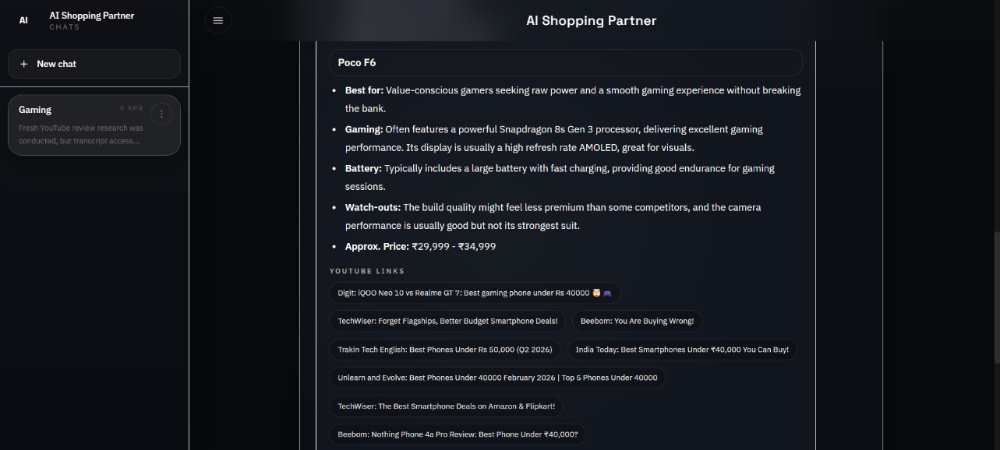 AI
AI Shopping Partner
CHATS
+ New chat
Gaming
9 APR
Fresh YouTube review research was
conducted, but transcript access...
AI Shopping Partner
Poco F6
• Best for: Value-conscious gamers seeking raw power and a smooth gaming experience without breaking
the bank.
• Gaming: Often features a powerful Snapdragon 8s Gen 3 processor, delivering excellent gaming
performance. Its display is usually a high refresh rate AMOLED, great for visuals.
• Battery: Typically includes a large battery with fast charging, providing good endurance for gaming
sessions.
• Watch-outs: The build quality might feel less premium than some competitors, and the camera
performance is usually good but not its strongest suit.
• Approx. Price: ₹29,999 - ₹34,999
YOUTUBE LINKS
Digit: iQOO Neo 10 vs Realme GT 7: Best gaming phone under Rs 40000
TechWiser: Forget Flagships, Better Budget Smartphone Deals!
Beebom: You Are Buying Wrong!
Trakin Tech English: Best Phones Under Rs 50,000 (Q2 2026)
India Today: Best Smartphones Under ₹40,000 You Can Buy!
Unlearn and Evolve: Best Phones Under 40000 February 2026 | Top 5 Phones Under 40000
TechWiser: The Best Smartphone Deals on Amazon & Flipkart!
Beebom: Nothing Phone 4a Pro Review: Best Phone Under ₹40,000?